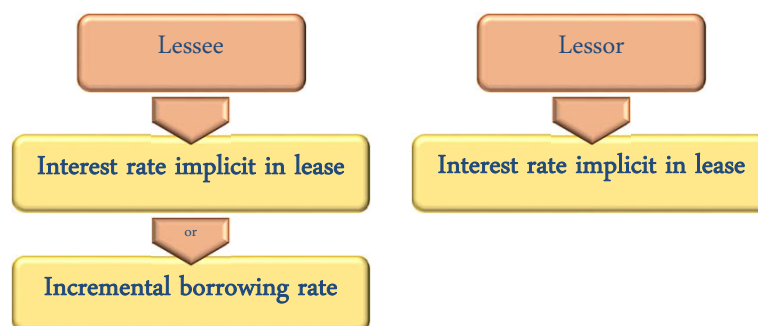 Lessee
Interest rate implicit in lease
or
Incremental borrowing rate
Lessor
Interest rate implicit in lease